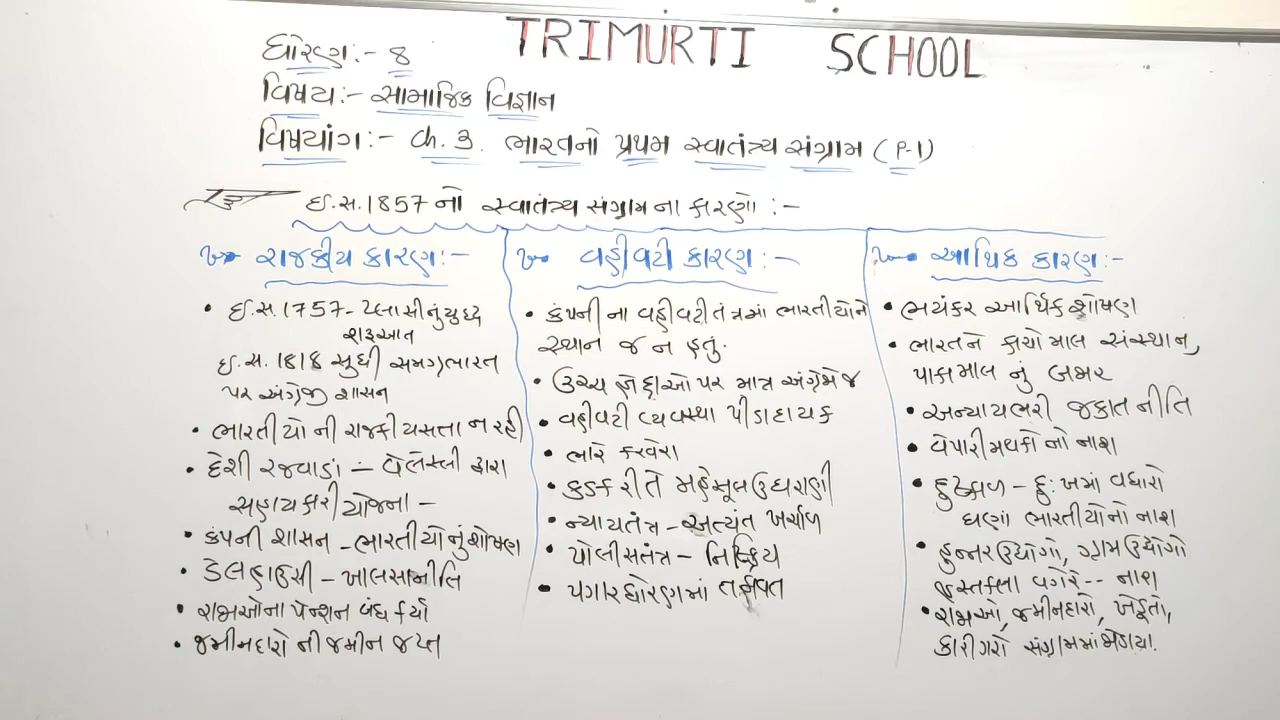 TRIMURTI SCHOOL
ધોરણ:- ૪
વિષય:- સામાજિક વિજ્ઞાન
વિષયાંગ:- Ch. 3. ભારતનો પ્રથમ સ્વાતંત્ર્ય સંગ્રામ (P-1)
ઈ.સ.1857 નો સ્વાતંત્ર્ય સંગ્રામ ના કારણો :-
રાજકીય કારણ:-
• ઈ.સ.1757- પ્લાસીનું યુદ્ધ
શરૂઆત
ઈ.સ. 1818 સુધી સમગ્ર ભારત
પર અંગ્રેજી શાસન
• ભારતીયો ની રાજકીયસત્તા ન રહી
• દેશી રજવાડાં - વેલેસ્લી દ્વારા
સહાયકારી યોજના -
• કંપની શાસન - ભારતીયોનું શોષણ
• ડેલહાઉસી - ખાલસાનીતિ
• રાજાઓના પેન્શન બંધ કર્યા
• જમીનદારો ની જમીન જપ્ત
વહીવટી કારણ:-
• કંપની ના વહીવટીતંત્રમાં ભારતીયોને
સ્થાન જ ન હતું.
• ઉચ્ચ હોદ્દાઓ પર માત્ર અંગ્રેજો જ
• વહીવટી વ્યવસ્થા પીડાદાયક
• ભારે કરવેરા
• કડક રીતે મહેસૂલ ઉઘરાણી
• ન્યાયતંત્ર - અત્યંત ખર્ચાળ
• પોલીસતંત્ર - નિષ્ક્રિય
• પગારધોરણમાં તફાવત
આર્થિક કારણ:-
• ભયંકર આર્થિક શોષણ
• ભારતને કાચો માલ સંસ્થાન,
પાકા માલ નું બજાર
• અન્યાયભરી જકાત નીતિ
• વેપારીમથકો નો નાશ
• દુષ્કાળ - દુ:ખમાં વધારો
ઘણાં ભારતીયોનો નાશ
• હુન્નર ઉદ્યોગો, ગ્રામઉદ્યોગો
હસ્તકલા વગેરે-- નાશ
• રાજાઓ, જમીનદારો, ખેડૂતો,
કારીગરો સંગ્રામમાં જોડાયા.